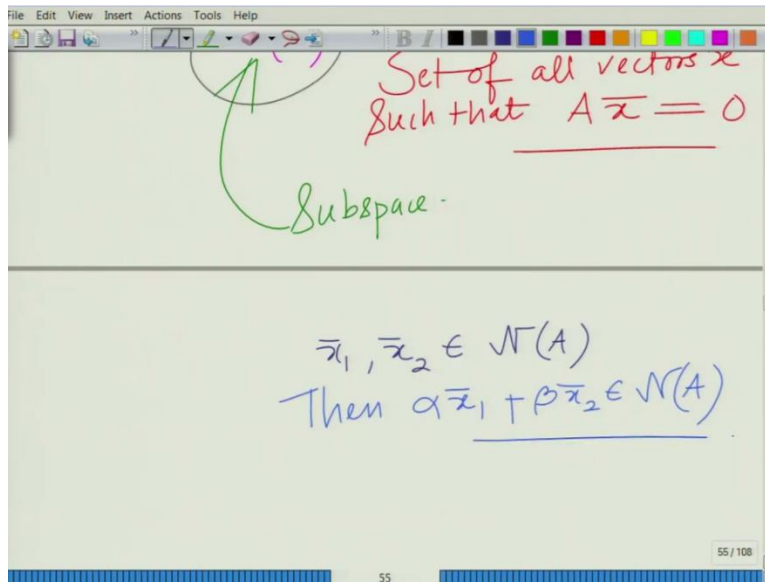 File Edit View Insert Actions Tools Help
B I
Set of all vectors x
Such that A x̄ = 0
Subspace.
x̄₁, x̄₂ ∈ N(A)
Then αx̄₁ + βx̄₂ ∈ N(A)
55 / 108
55